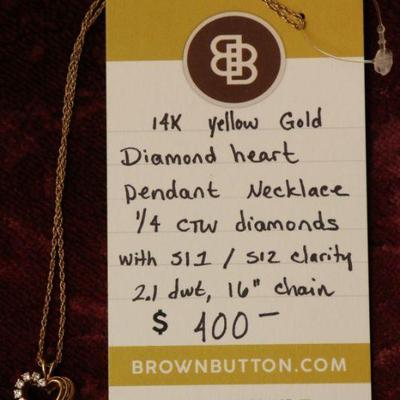 BB
14K yellow Gold
Diamond heart
Pendant Necklace
1/4 CTW diamonds
with SI1 / SI2 clarity
2.1 dwt, 16" chain
$ 400-
BROWNBUTTON.COM